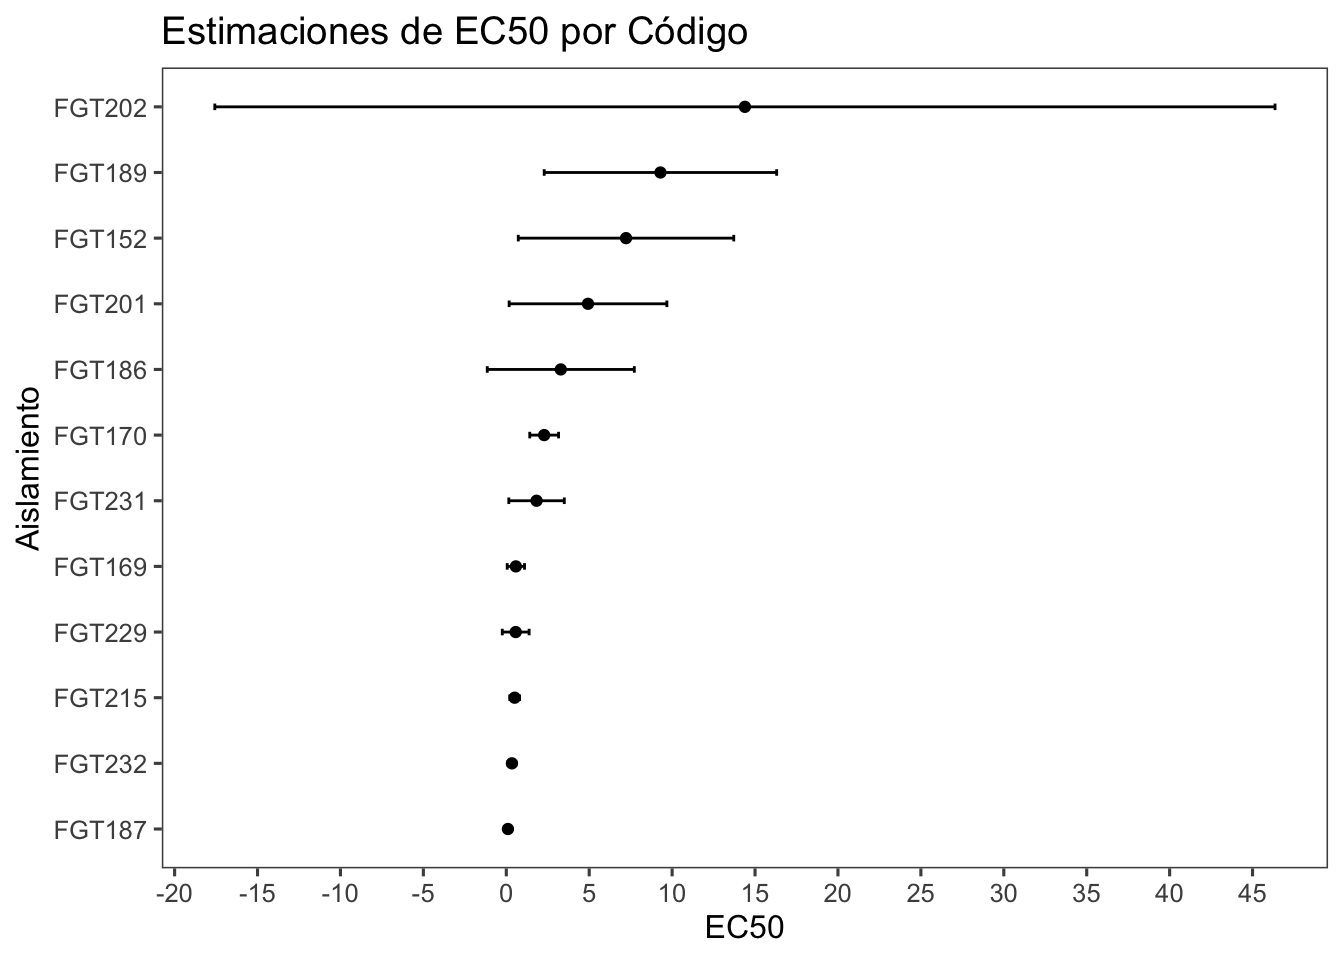 Estimaciones de EC50 por Código
FGT202
FGT189
FGT152
FGT201
FGT186
FGT170
FGT231
FGT169
FGT229
FGT215
FGT232
FGT187
Aislamiento
-20 -15 -10 -5 0 5 10 15 20 25 30 35 40 45
EC50